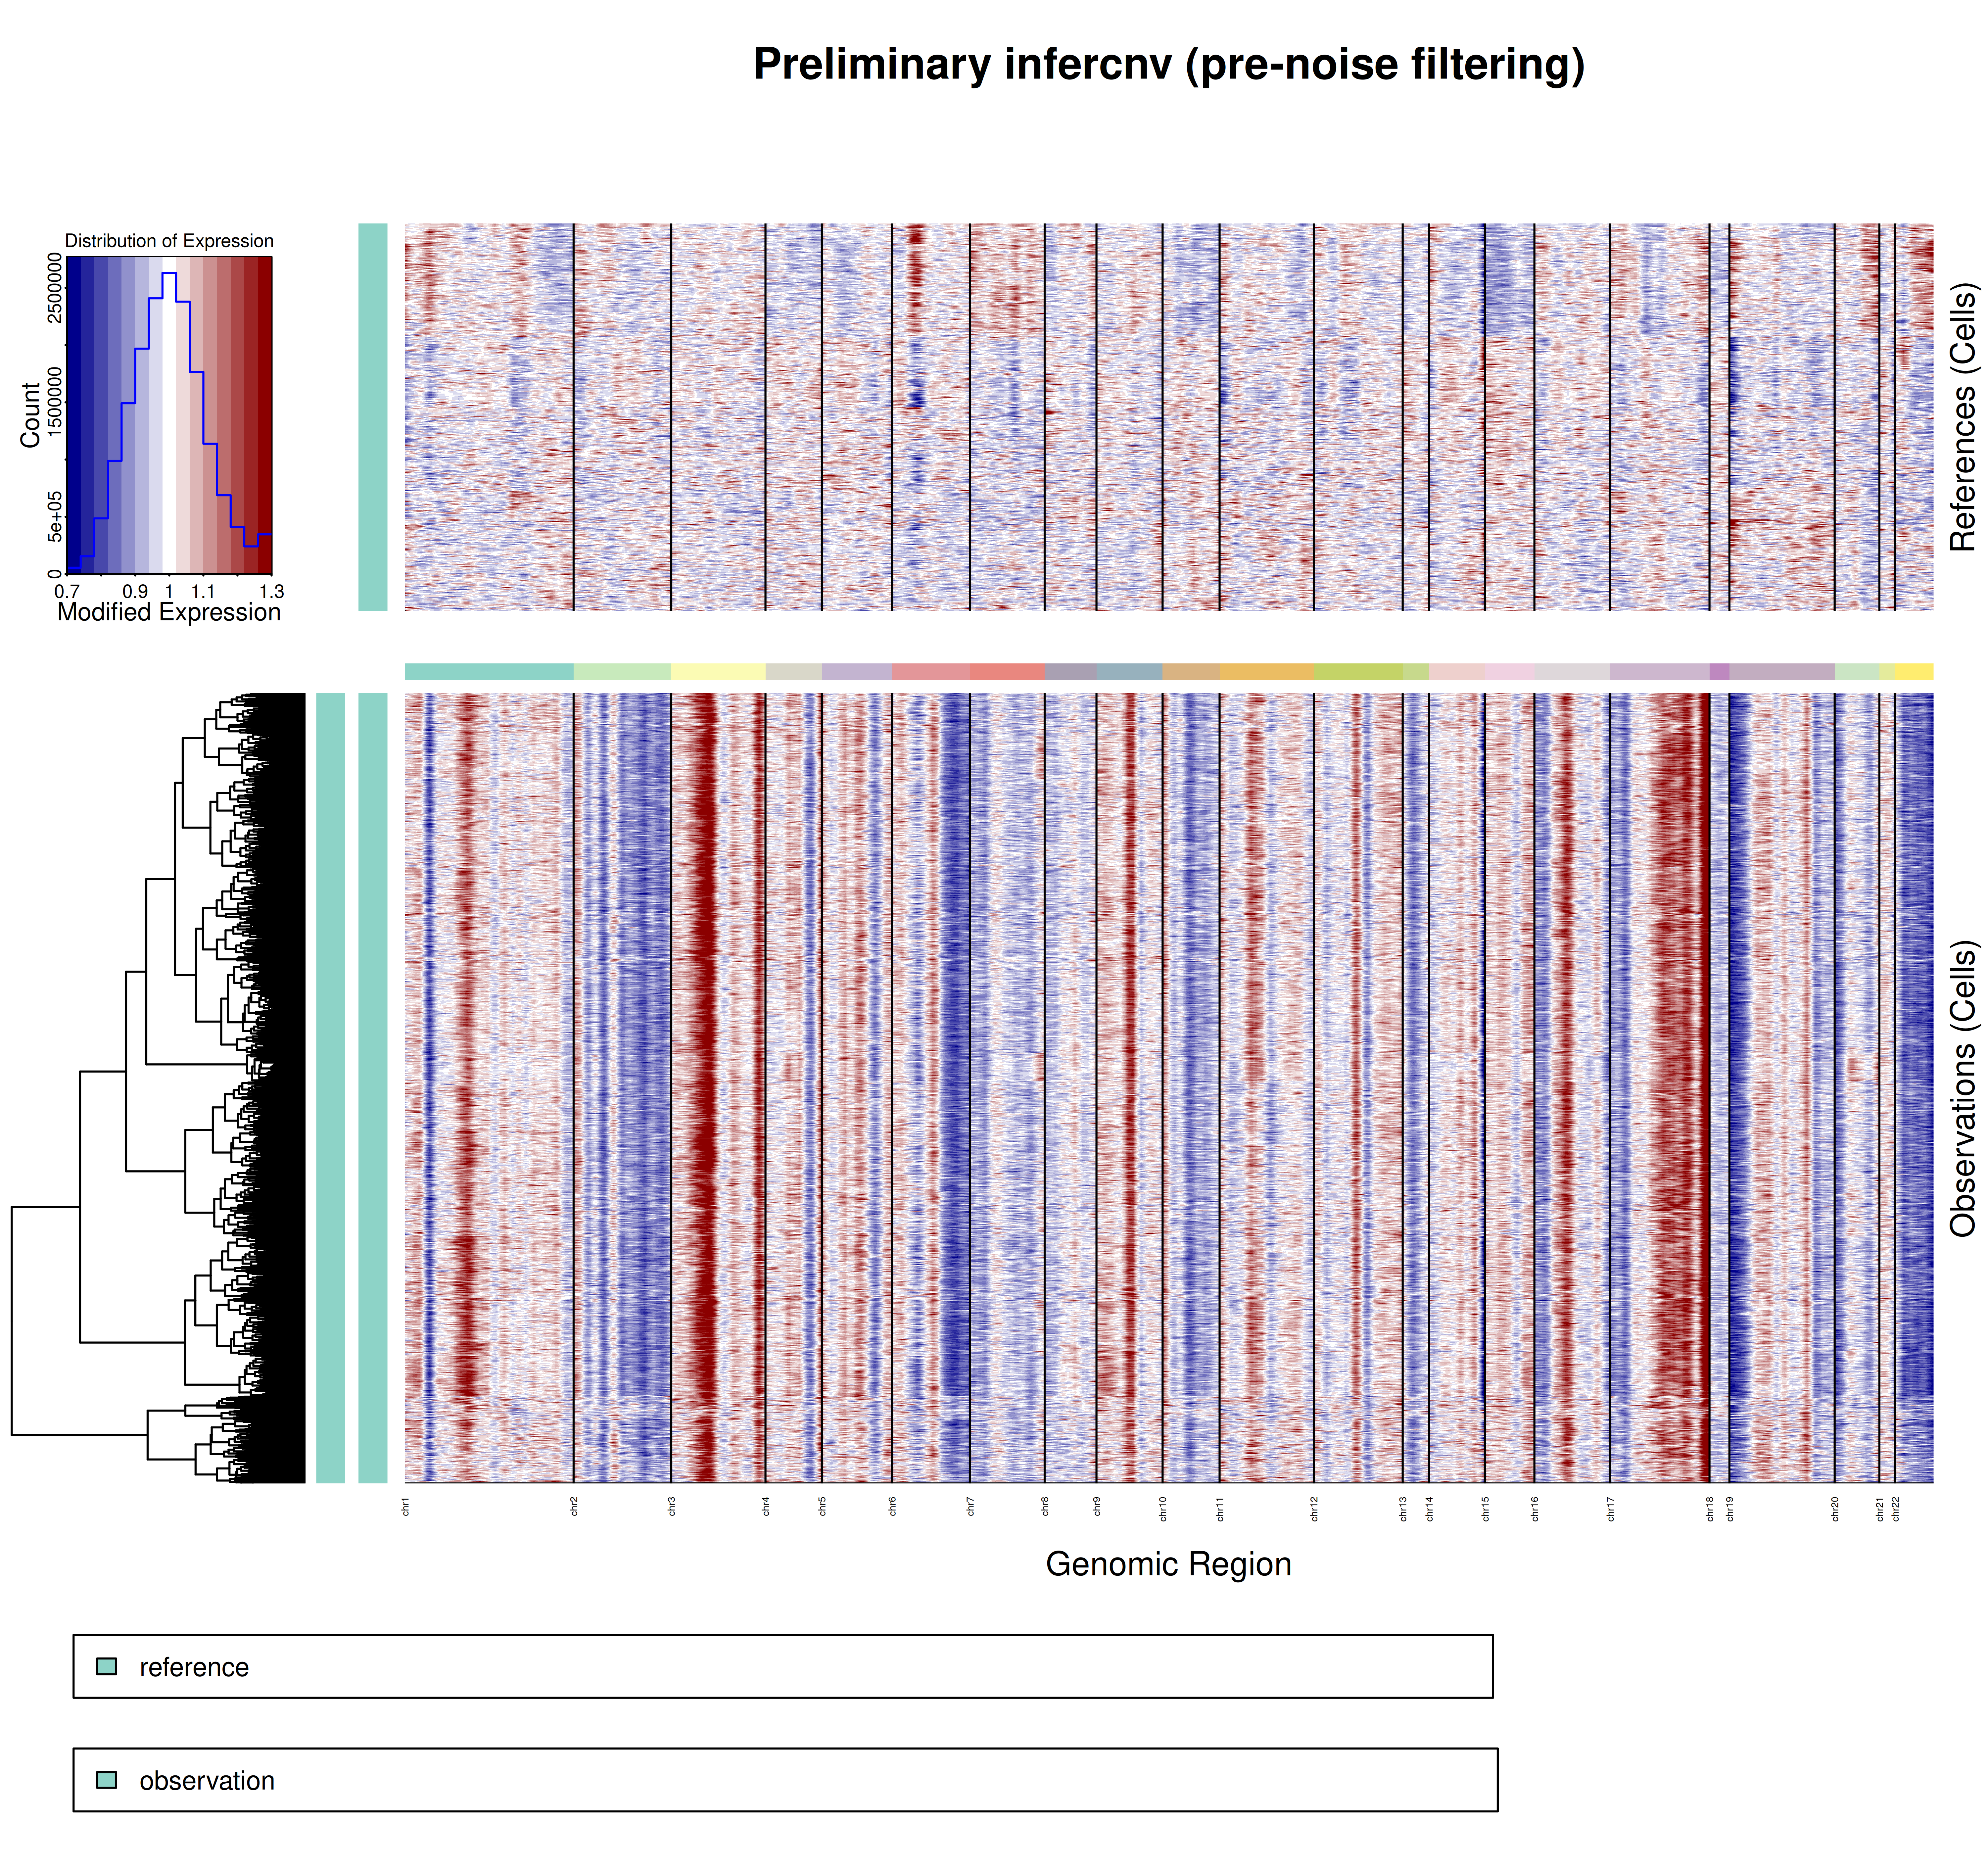 Preliminary infercnv (pre-noise filtering)
Distribution of Expression
Count
0 5e+05 1500000 2500000
0.7 0.9 1 1.1 1.3
Modified Expression
References (Cells)
Observations (Cells)
chr1 chr2 chr3 chr4 chr5 chr6 chr7 chr8 chr9 chr10 chr11 chr12 chr13 chr14 chr15 chr16 chr17 chr18 chr19 chr20 chr21 chr22
Genomic Region
reference
observation